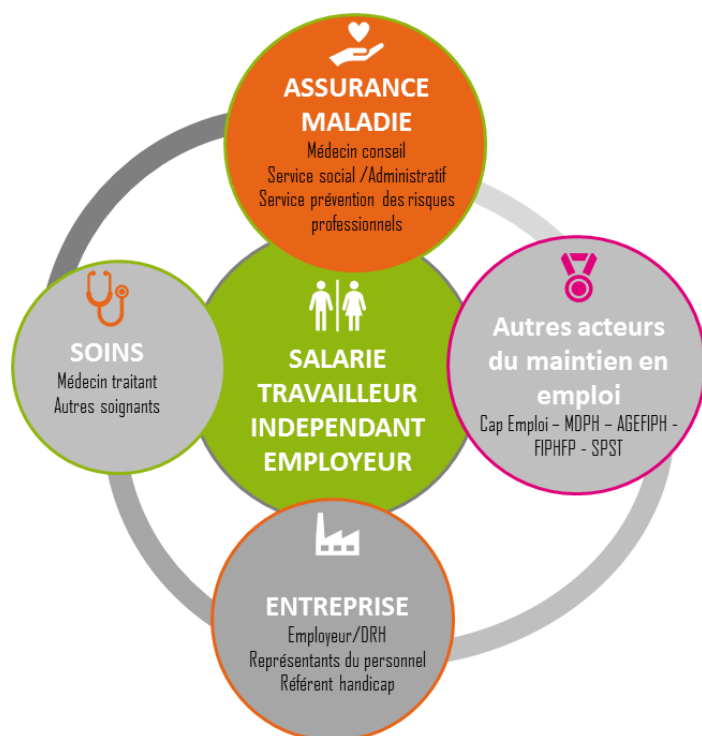 ASSURANCE
MALADIE
Médecin conseil
Service social /Administratif
Service prévention des risques
professionnels
SOINS
Médecin traitant
Autres soignants
SALARIE
TRAVAILLEUR
INDEPENDANT
EMPLOYEUR
Autres acteurs
du maintien en
emploi
Cap Emploi – MDPH – AGEFIPH -
FIPHFP - SPST
ENTREPRISE
Employeur/DRH
Représentants du personnel
Référent handicap